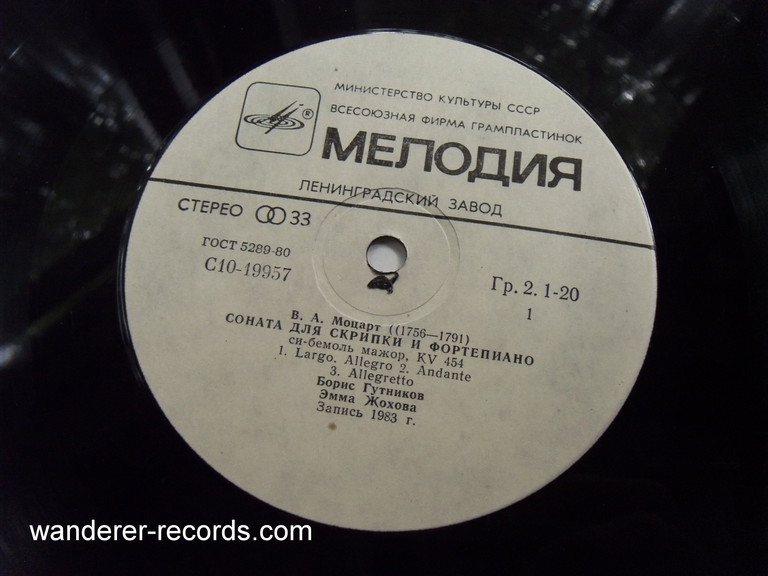 МИНИСТЕРСТВО КУЛЬТУРЫ СССР
ВСЕСОЮЗНАЯ ФИРМА ГРАМПЛАСТИНОК
®
МЕЛОДИЯ
ЛЕНИНГРАДСКИЙ ЗАВОД
СТЕРЕО 33
ГОСТ 5289-80
С10-19957
Гр. 2. 1-20
1
В. А. Моцарт ((1756—1791)
СОНАТА ДЛЯ СКРИПКИ И ФОРТЕПИАНО
си-бемоль мажор, KV 454
1. Largo. Allegro 2. Andante
3. Allegretto
Борис Гутников
Эмма Жохова
Запись 1983 г.
wanderer-records.com